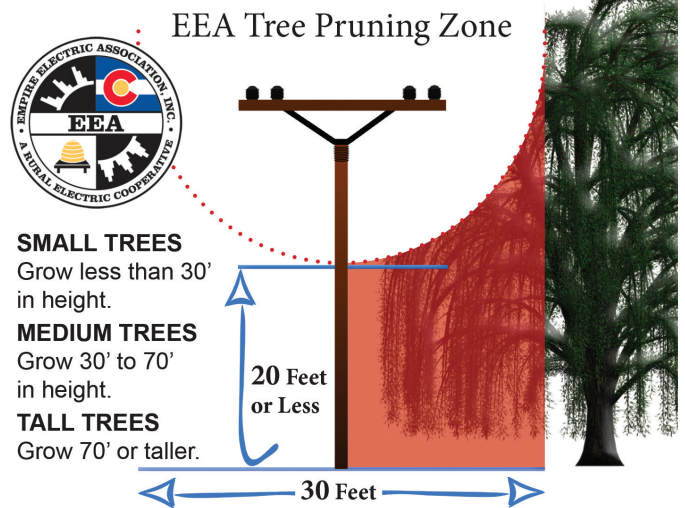 EEA Tree Pruning Zone
• EMPIRE ELECTRIC ASSOCIATION, INC. •
EEA
A RURAL ELECTRIC COOPERATIVE
SMALL TREES
Grow less than 30’
in height.
MEDIUM TREES
Grow 30’ to 70’
in height.
TALL TREES
Grow 70’ or taller.
20 Feet
or Less
30 Feet